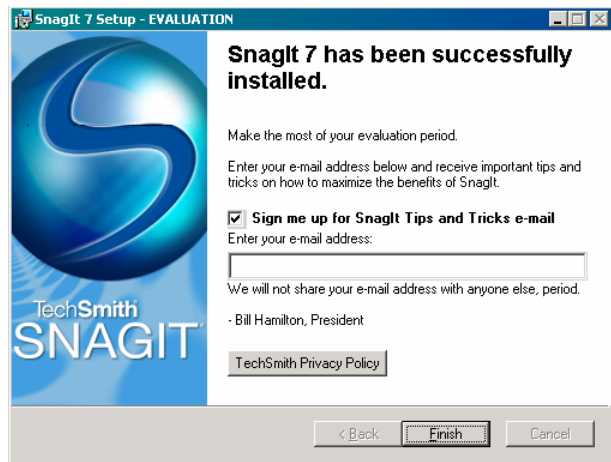 SnagIt 7 Setup - EVALUATION
SnagIt 7 has been successfully
installed.
Make the most of your evaluation period.
Enter your e-mail address below and receive important tips and
tricks on how to maximize the benefits of SnagIt.
Sign me up for SnagIt Tips and Tricks e-mail
Enter your e-mail address:
We will not share your e-mail address with anyone else, period.
- Bill Hamilton, President
TechSmith
SNAGIT
TechSmith Privacy Policy
< Back
Finish
Cancel